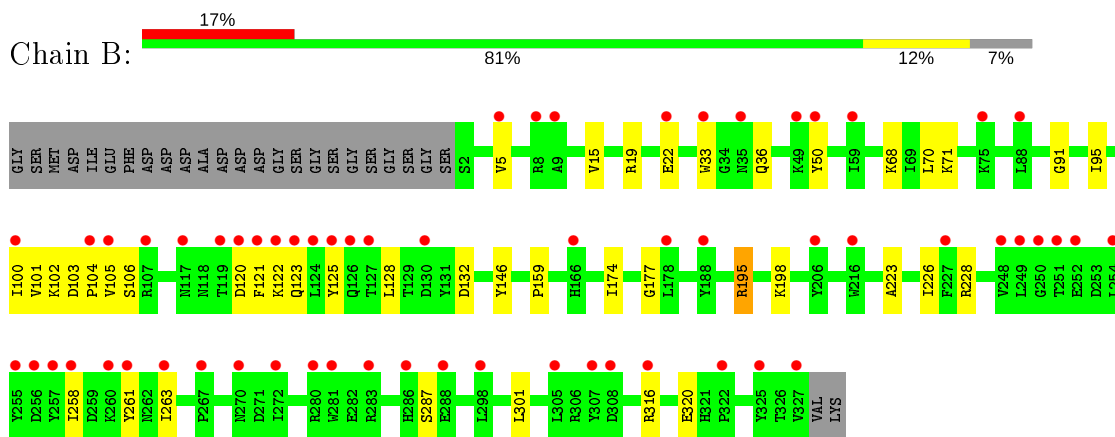 17%
Chain B:
81% 12% 7%
GLY SER MET ASP ILE GLU PHE ASP ASP ASP ALA ASP ASP ASP GLY SER GLY SER GLY SER GLY SER GLY SER S2 V5 R8 A9 V15 R19 E22 W33 G34 N35 Q36 K49 Y50 I59 K68 I69 L70 K71 K75 L88 G91 I95
I100 V101 K102 D103 P104 V105 S106 R107 N117 N118 T119 D120 F121 K122 Q123 L124 Y125 Q126 T127 L128 T129 D130 Y131 D132 Y146 P159 H166 I174 G177 L178 Y188 R195 K198 Y206 W216 A223 I226 F227 R228 V248 L249 G250 T251 E252 D253 L254
Y255 D256 Y257 I258 D259 K260 Y261 N262 I263 P267 N270 D271 I272 R280 W281 E282 R283 H286 S287 E288 L298 L301 L305 R306 Y307 D308 R316 E320 H321 P322 Y325 T326 V327 VAL LYS